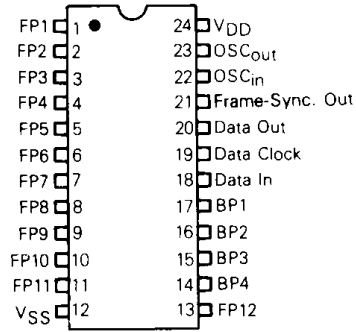 FP1 1 24 VDD
FP2 2 23 OSCout
FP3 3 22 OSCin
FP4 4 21 Frame-Sync. Out
FP5 5 20 Data Out
FP6 6 19 Data Clock
FP7 7 18 Data In
FP8 8 17 BP1
FP9 9 16 BP2
FP10 10 15 BP3
FP11 11 14 BP4
VSS 12 13 FP12